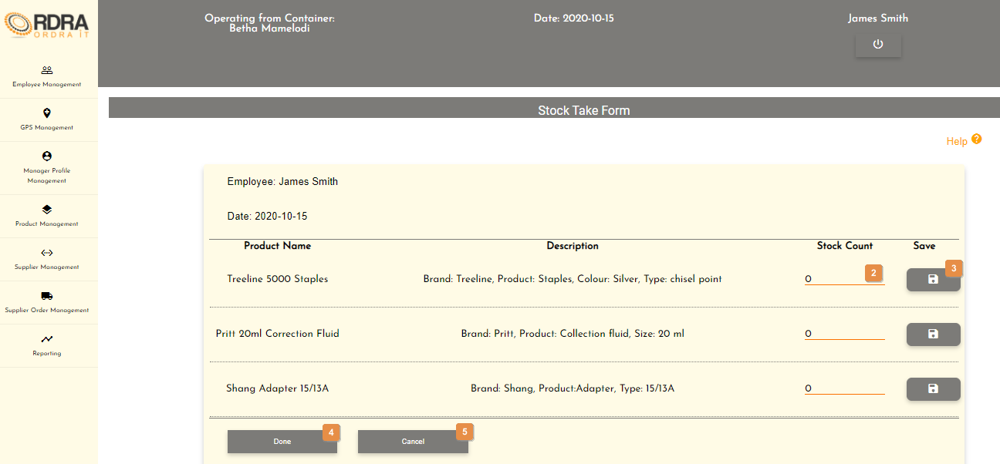 RDRA
ORDRA IT
Operating from Container:
Betha Mamelodi
Date: 2020-10-15
James Smith
Employee Management
GPS Management
Manager Profile
Management
Product Management
Supplier Management
Supplier Order Management
Reporting
Stock Take Form
Help ?
Employee: James Smith
Date: 2020-10-15
Product Name Description Stock Count Save
Treeline 5000 Staples Brand: Treeline, Product: Staples, Colour: Silver, Type: chisel point 0 2 3
Pritt 20ml Correction Fluid Brand: Pritt, Product: Collection fluid, Size: 20 ml 0
Shang Adapter 15/13A Brand: Shang, Product:Adapter, Type: 15/13A 0
Done 4 Cancel 5